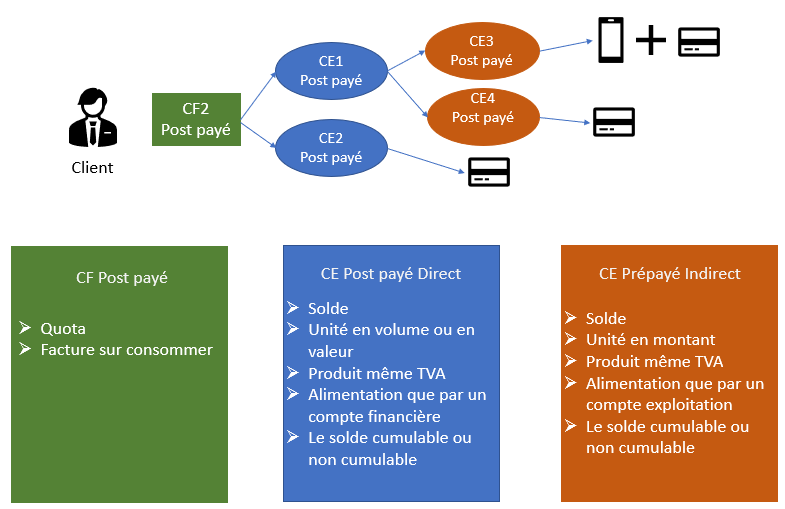 Client
CF2
Post payé
CE1
Post payé
CE2
Post payé
CE3
Post payé
CE4
Post payé
CF Post payé
Quota
Facture sur consommer
CE Post payé Direct
Solde
Unité en volume ou en
valeur
Produit même TVA
Alimentation que par un
compte financière
Le solde cumulable ou
non cumulable
CE Prépayé Indirect
Solde
Unité en montant
Produit même TVA
Alimentation que par un
compte exploitation
Le solde cumulable ou
non cumulable